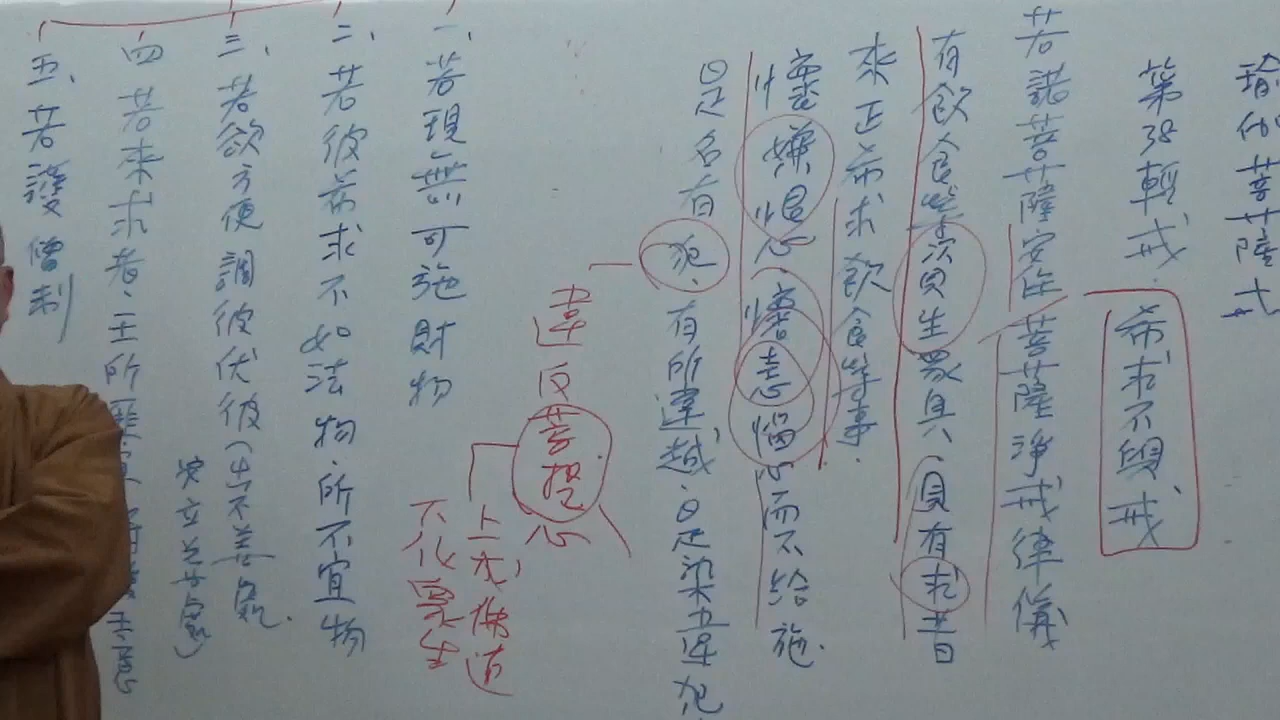 瑜伽菩薩戒
第38輕戒.
希求不與戒、
若諸菩薩安住菩薩淨戒律儀
有飲食等資生眾具、見有求者
來正希求飲食等事.
懷嫌恨心、懷恚惱心而不給施.
是名有犯.有所違越.是染違犯
違反菩提心
上求佛道
下化眾生
一、若現無可施財物
二、若彼希求不如法物.所不宜物
三、若欲方便調彼伏彼(出不善處.
安立善處)
四 若來求者.王所匪宜
五、若護僧制